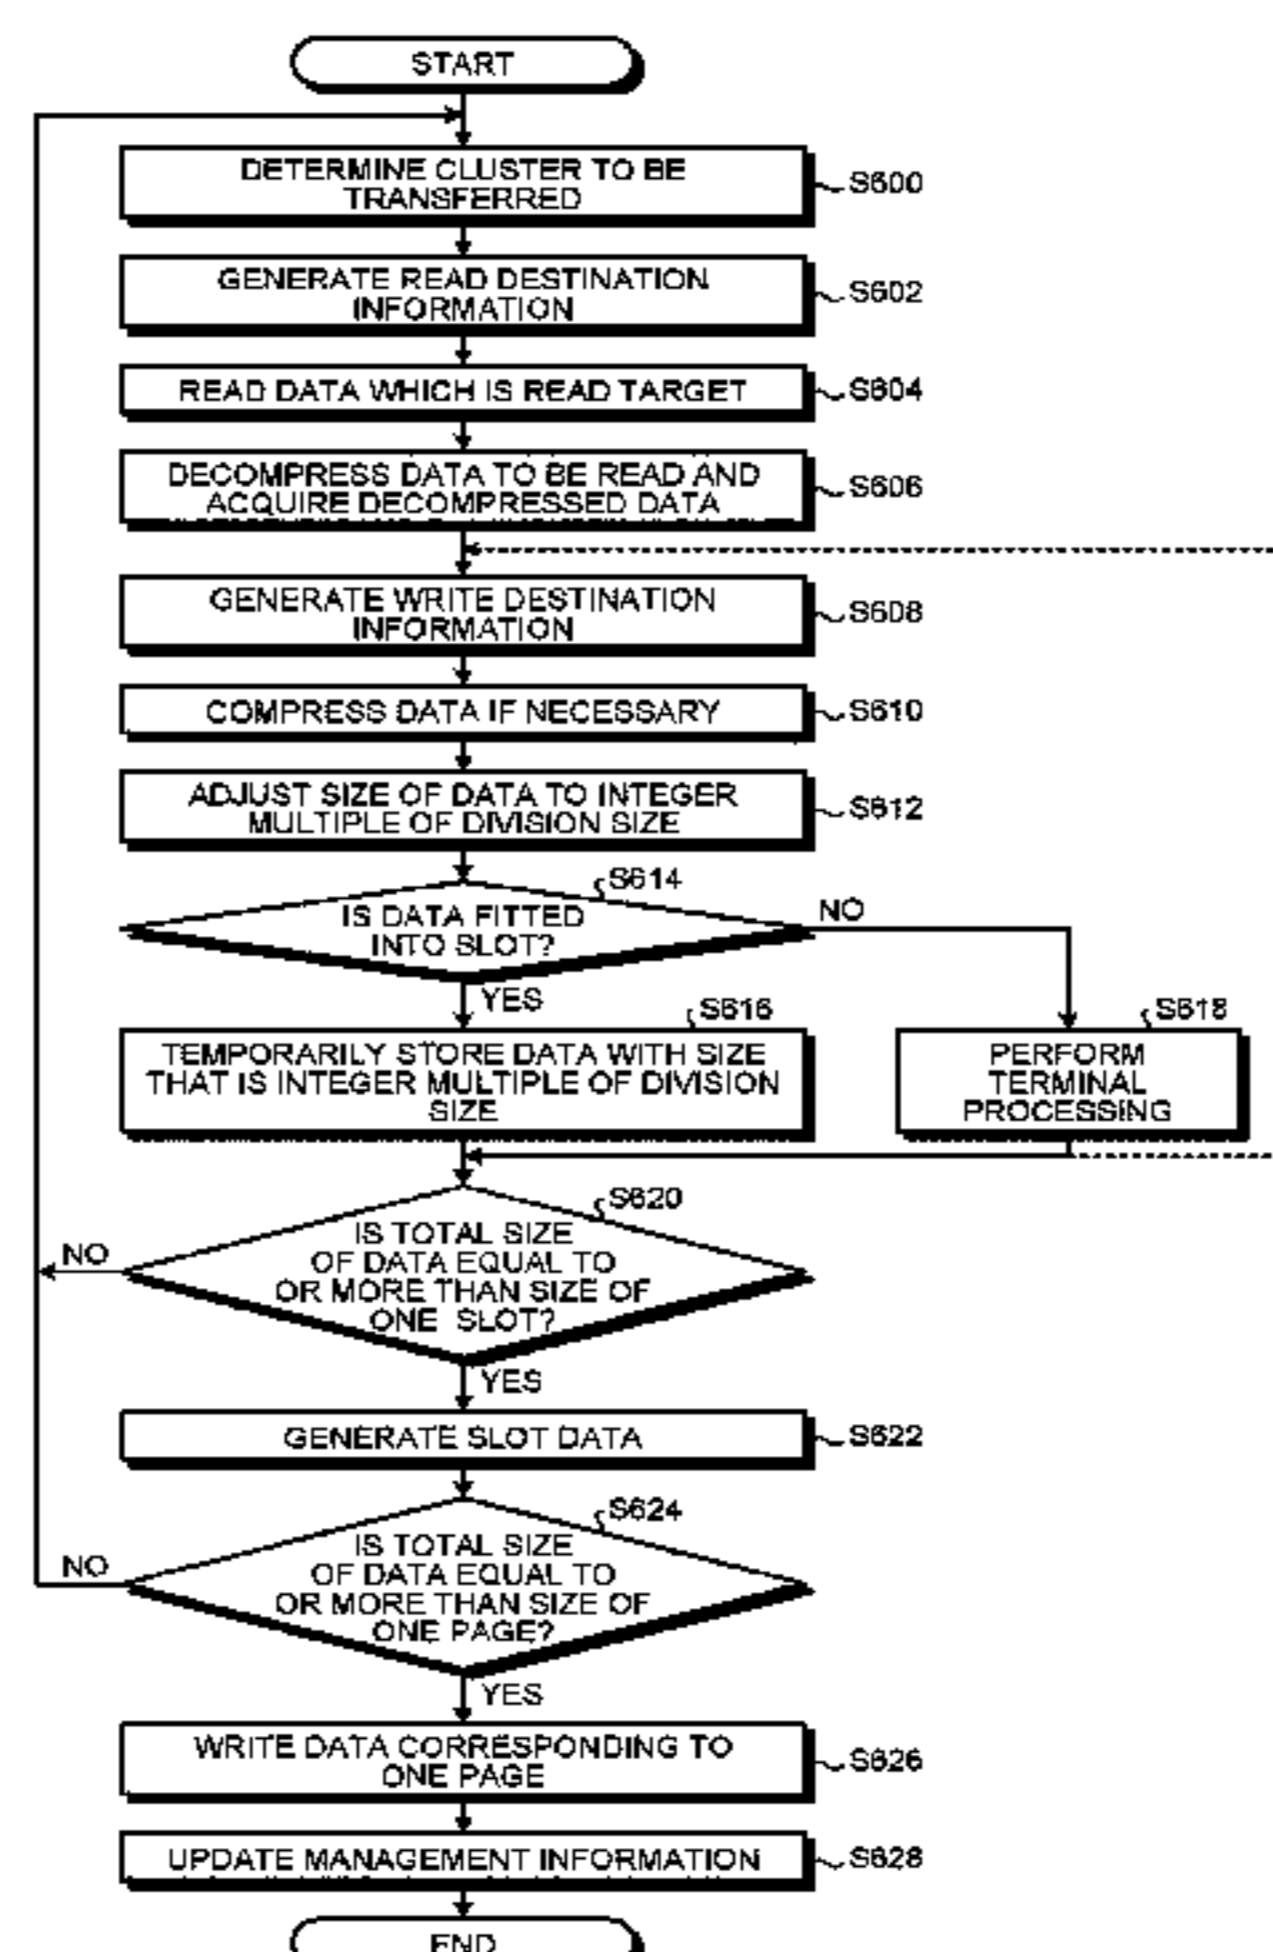 START
DETERMINE CLUSTER TO BE
TRANSFERRED
S600
GENERATE READ DESTINATION
INFORMATION
S602
READ DATA WHICH IS READ TARGET
S604
DECOMPRESS DATA TO BE READ AND
ACQUIRE DECOMPRESSED DATA
S606
GENERATE WRITE DESTINATION
INFORMATION
S608
COMPRESS DATA IF NECESSARY
S610
ADJUST SIZE OF DATA TO INTEGER
MULTIPLE OF DIVISION SIZE
S612
S614
IS DATA FITTED
INTO SLOT?
NO
YES
S616
TEMPORARILY STORE DATA WITH SIZE
THAT IS INTEGER MULTIPLE OF DIVISION
SIZE
S618
PERFORM
TERMINAL
PROCESSING
S620
IS TOTAL SIZE
OF DATA EQUAL TO
OR MORE THAN SIZE OF
ONE SLOT?
NO
YES
GENERATE SLOT DATA
S622
S624
IS TOTAL SIZE
OF DATA EQUAL TO
OR MORE THAN SIZE OF
ONE PAGE?
NO
YES
WRITE DATA CORRESPONDING TO
ONE PAGE
S626
UPDATE MANAGEMENT INFORMATION
S628
END